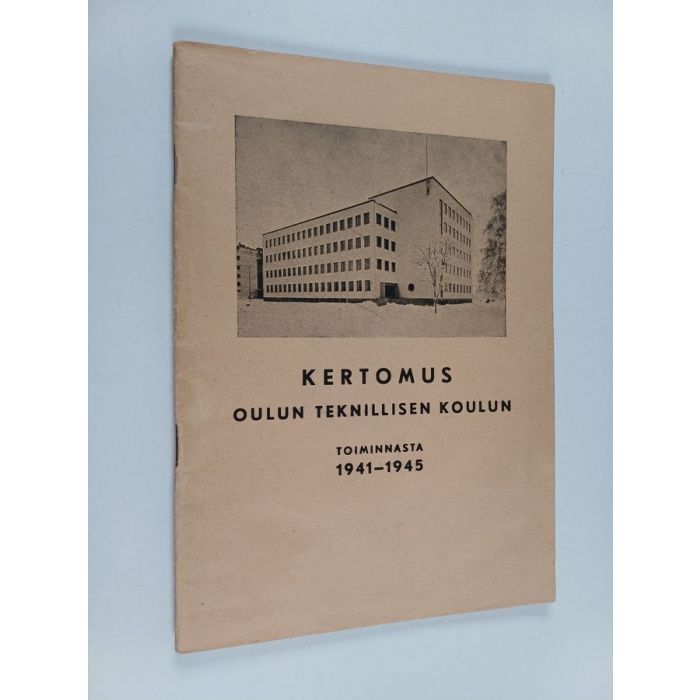 KERTOMUS
OULUN TEKNILLISEN KOULUN
TOIMINNASTA
1941–1945